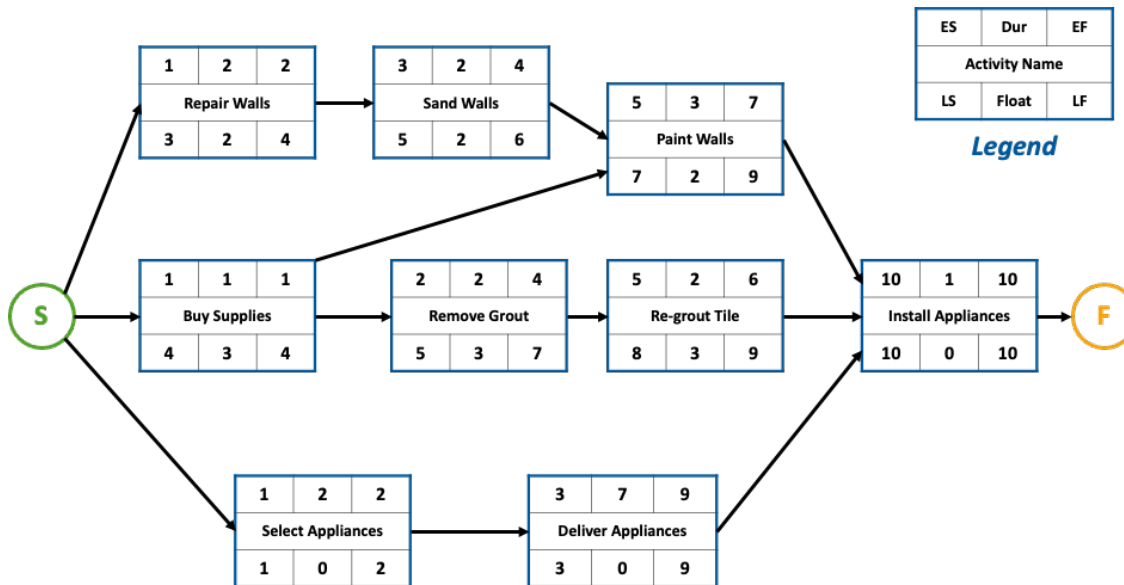 ES Dur EF
Activity Name
LS Float LF
Legend
1 2 2
Repair Walls
3 2 4
3 2 4
Sand Walls
5 2 6
5 3 7
Paint Walls
7 2 9
S
1 1 1
Buy Supplies
4 3 4
2 2 4
Remove Grout
5 3 7
5 2 6
Re-grout Tile
8 3 9
10 1 10
Install Appliances
10 0 10
F
1 2 2
Select Appliances
1 0 2
3 7 9
Deliver Appliances
3 0 9